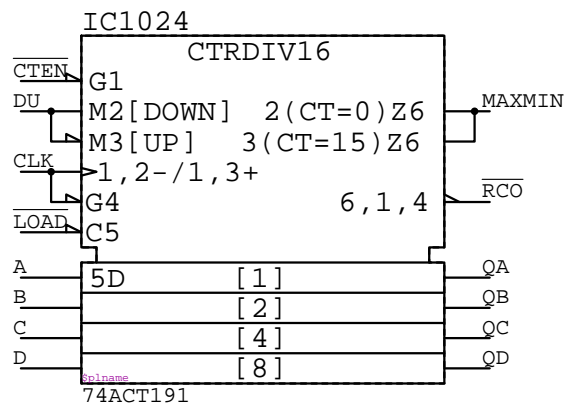 IC1024
CTRDIV16
CTEN G1
DU M2[DOWN] 2(CT=0)Z6 MAXMIN
M3[UP] 3(CT=15)Z6
CLK 1,2-/1,3+
G4 6,1,4 RCO
LOAD C5
A 5D [1] QA
B [2] QB
C [4] QC
D [8] QD
$plname
74ACT191